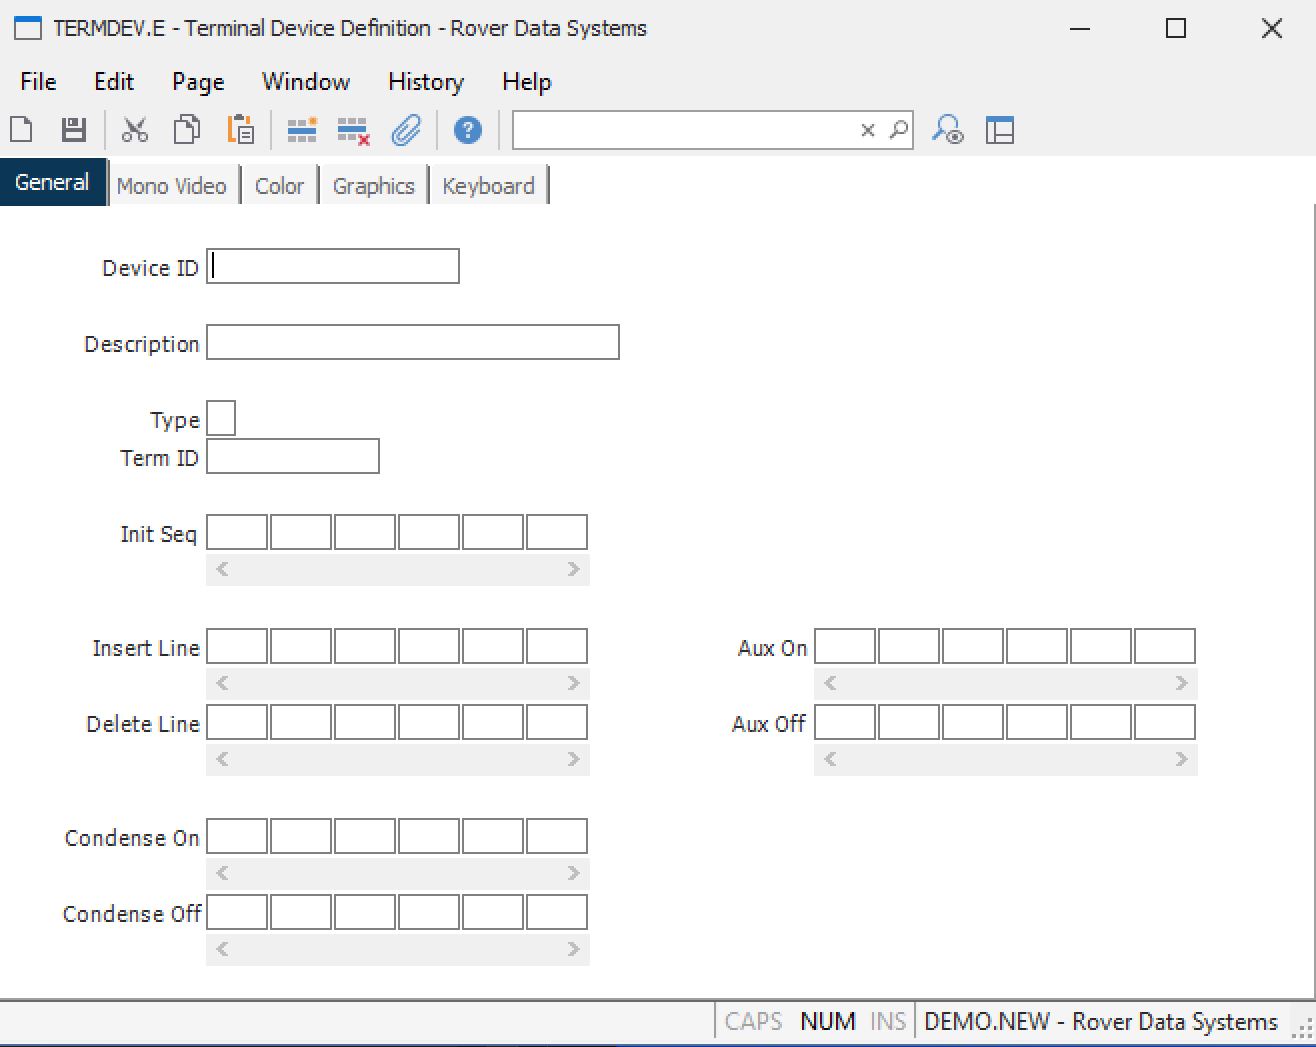 TERMDEV.E - Terminal Device Definition - Rover Data Systems
File Edit Page Window History Help
General Mono Video Color Graphics Keyboard
Device ID
Description
Type
Term ID
Init Seq
Insert Line Aux On
Delete Line Aux Off
Condense On
Condense Off
CAPS NUM INS DEMO.NEW - Rover Data Systems